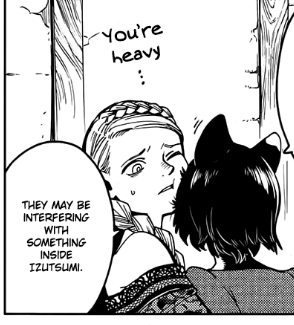 You're
heavy
...
THEY MAY BE
INTERFERING
WITH
SOMETHING
INSIDE
IZUTSUMI.